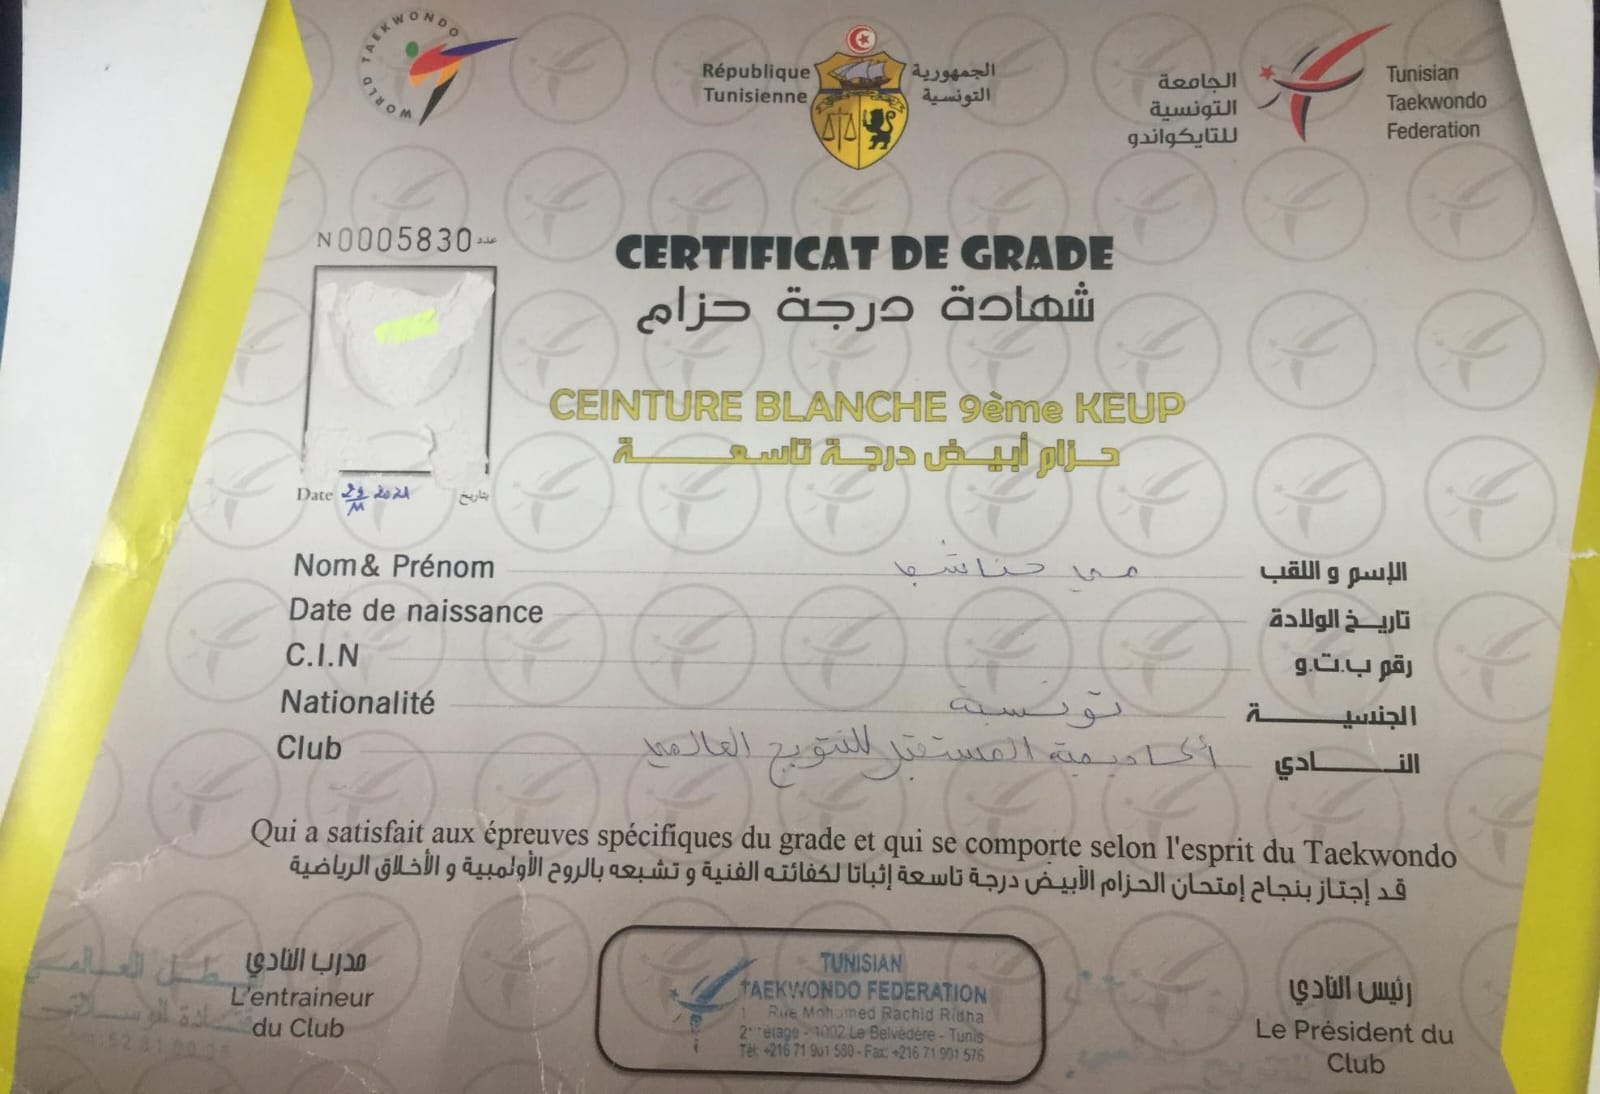 WORLD TAEKWONDO
République
Tunisienne
الجمهورية
التونسية
الجامعة
التونسية
للتايكواندو
Tunisian
Taekwondo
Federation
N 0005830 عدد
CERTIFICAT DE GRADE
شهادة درجة حزام
CEINTURE BLANCHE 9ème KEUP
حزام أبيض درجة تاسعة
Date 2021 بتاريخ
Nom& Prénom مي الإسم و اللقب
Date de naissance تاريخ الولادة
C.I.N رقم ب.ت.و
Nationalité تونسية الجنسية
Club أكاديمية المستقبل للتتويج العالمي النادي
Qui a satisfait aux épreuves spécifiques du grade et qui se comporte selon l'esprit du Taekwondo
قد إجتاز بنجاح إمتحان الحزام الأبيض درجة تاسعة إثباتا لكفائته الفنية و تشبعه بالروح الأولمبية و الأخلاق الرياضية
مدرب النادي
L'entraineur
du Club
TUNISIAN
TAEKWONDO FEDERATION
1 Rue Mohamed Rachid Ridha
étage - 1002 Le Belvédère - Tunis
Tél: +216 71 901 580 - Fax: +216 71 901 576
رئيس النادي
Le Président du
Club